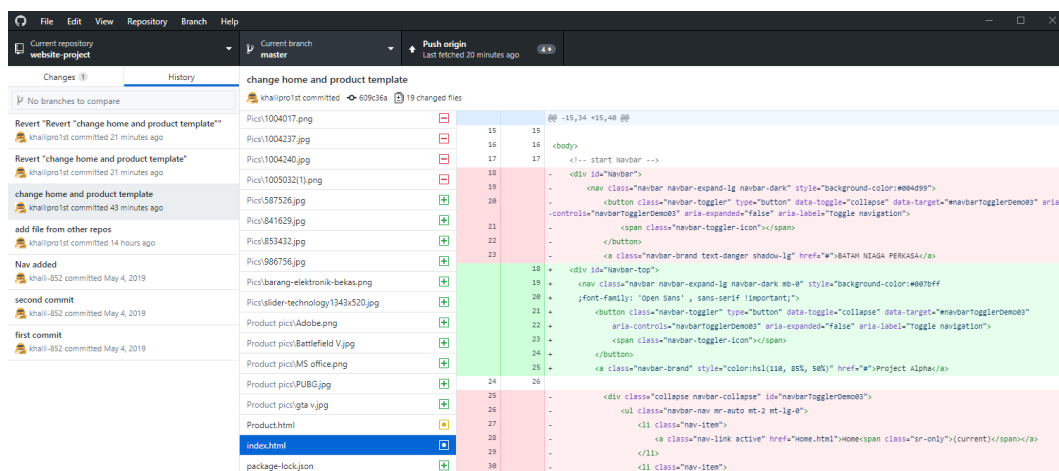 File Edit View Repository Branch Help
Current repository
website-project
Current branch
master
Push origin
Last fetched 20 minutes ago
4
Changes 1
History
No branches to compare
Revert "Revert "change home and product template""
khalilpro1st committed 21 minutes ago
Revert "change home and product template"
khalilpro1st committed 21 minutes ago
change home and product template
khalilpro1st committed 43 minutes ago
add file from other repos
khalilpro1st committed 14 hours ago
Nav added
khalil-852 committed May 4, 2019
second commit
khalil-852 committed May 4, 2019
first commit
khalil-852 committed May 4, 2019
change home and product template
khalilpro1st committed 609c36a 19 changed files
Pics\1004017.png
Pics\1004237.jpg
Pics\1004240.jpg
Pics\1005032(1).png
Pics\587526.jpg
Pics\841629.jpg
Pics\853432.jpg
Pics\986756.jpg
Pics\barang-elektronik-bekas.png
Pics\slider-technology1343x520.jpg
Product pics\Adobe.png
Product pics\Battlefield V.jpg
Product pics\MS office.png
Product pics\PUBG.jpg
Product pics\gta v.jpg
Product.html
index.html
package-lock.json
@@ -15,34 +15,40 @@
15 15
16 16 <body>
17 17 <!-- start Navbar -->
18 - <div id="Navbar">
19 - <nav class="navbar navbar-expand-lg navbar-dark" style="background-color:#004d99">
20 - <button class="navbar-toggler" type="button" data-toggle="collapse" data-target="#navbarTogglerDemo03" aria
-controls="navbarTogglerDemo03" aria-expanded="false" aria-label="Toggle navigation">
21 - <span class="navbar-toggler-icon"></span>
22 - </button>
23 - <a class="navbar-brand text-danger shadow-lg" href="#">BATAM NIAGA PERKASA</a>
18 + <div id="Navbar-top">
19 + <nav class="navbar navbar-expand-lg navbar-dark mb-0" style="background-color:#007bff
20 + ;font-family: 'Open Sans' , sans-serif !important;">
21 + <button class="navbar-toggler" type="button" data-toggle="collapse" data-target="#navbarTogglerDemo03"
22 + aria-controls="navbarTogglerDemo03" aria-expanded="false" aria-label="Toggle navigation">
23 + <span class="navbar-toggler-icon"></span>
24 + </button>
25 + <a class="navbar-brand" style="color:hsl(110, 85%, 50%)" href="#">Project Alpha</a>
24 26
25 - <div class="collapse navbar-collapse" id="navbarTogglerDemo03">
26 - <ul class="navbar-nav mr-auto mt-2 mt-lg-0">
27 - <li class="nav-item">
28 - <a class="nav-link active" href="Home.html">Home<span class="sr-only">(current)</span></a>
29 - </li>
30 - <li class="nav-item">